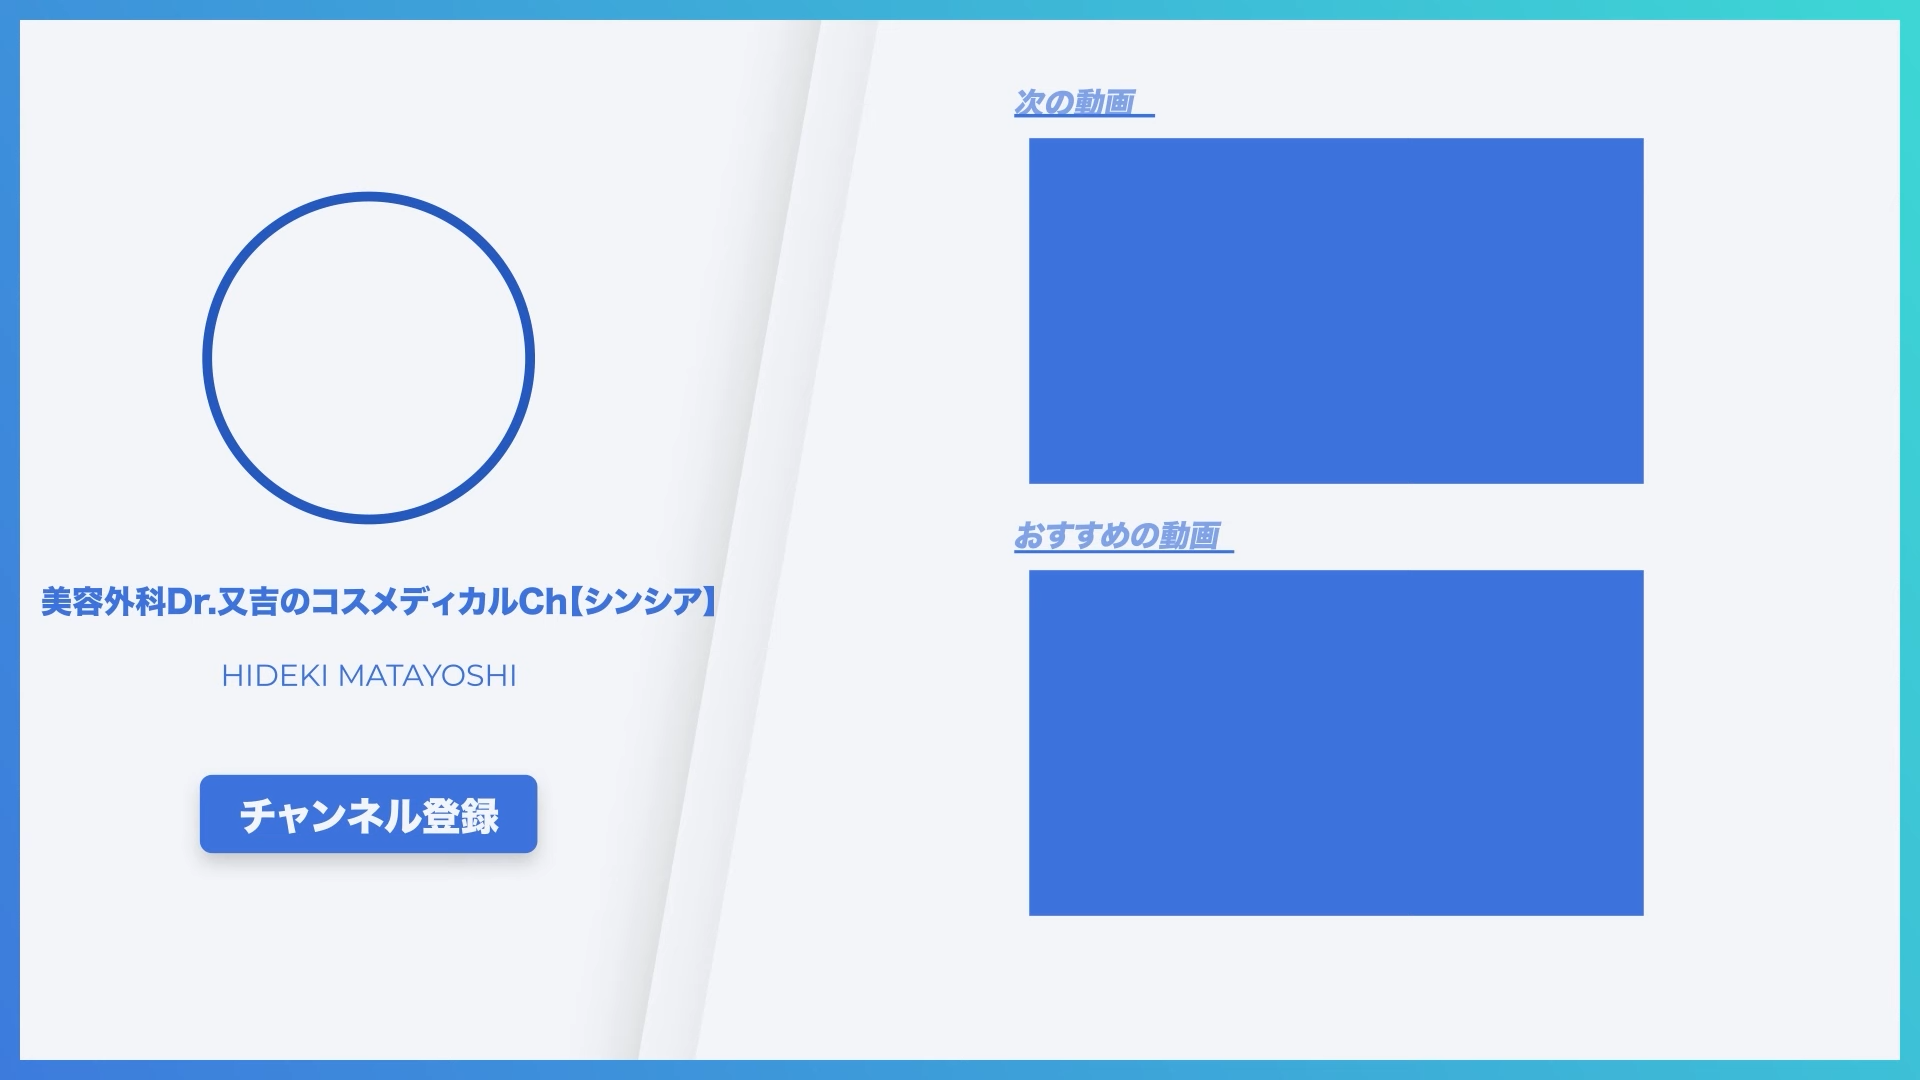 美容外科Dr.又吉のコスメディカルCh【シンシア】
HIDEKI MATAYOSHI
チャンネル登録
次の動画
おすすめの動画